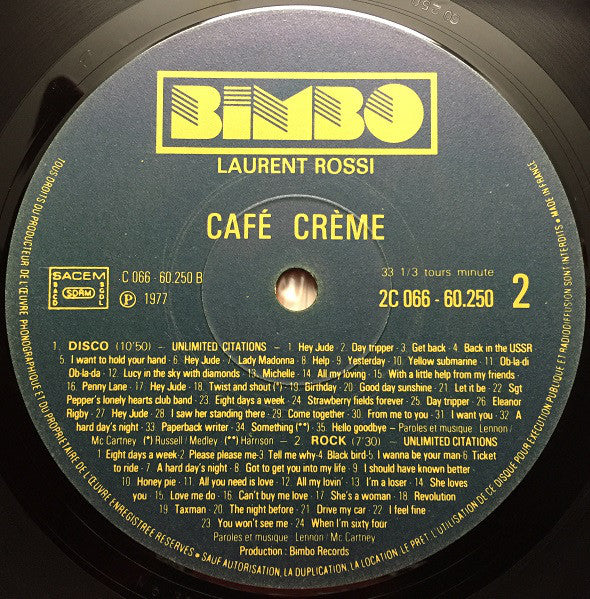 BIMBO
LAURENT ROSSI
CAFÉ CRÈME
SACEM
SACD
SDRM
SGDL
C 066 - 60.250 B
Ⓟ 1977
33 1/3 tours minute
2C 066 - 60.250 2
1. DISCO (10'50) - UNLIMITED CITATIONS - 1. Hey Jude · 2. Day tripper · 3. Get back · 4. Back in the USSR
· 5. I want to hold your hand · 6. Hey Jude · 7. Lady Madonna · 8. Help · 9. Yesterday · 10. Yellow submarine · 11. Ob-la-di
Ob-la-da · 12. Lucy in the sky with diamonds · 13. Michelle · 14. All my loving · 15. With a little help from my friends
· 16. Penny Lane · 17. Hey Jude · 18. Twist and shout (*) · 19. Birthday · 20. Good day sunshine · 21. Let it be · 22. Sgt
Pepper's lonely hearts club band · 23. Eight days a week · 24. Strawberry fields forever · 25. Day tripper · 26. Eleanor
Rigby · 27. Hey Jude · 28. I saw her standing there · 29. Come together · 30. From me to you · 31. I want you · 32. A
hard day's night · 33. Paperback writer · 34. Something (**) · 35. Hello goodbye - Paroles et musique : Lennon/
Mc Cartney (*) Russell / Medley (**) Harrison - 2. ROCK (7'30) - UNLIMITED CITATIONS
1. Eight days a week · 2. Please please me · 3. Tell me why · 4. Black bird · 5. I wanna be your man · 6. Ticket
to ride · 7. A hard day's night · 8. Got to get you into my life · 9. I should have known better
· 10. Honey pie · 11. All you need is love · 12. All my lovin' · 13. I'm a loser · 14. She loves
you · 15. Love me do · 16. Can't buy me love · 17. She's a woman · 18. Revolution
· 19. Taxman · 20. The night before · 21. Drive my car · 22. I feel fine
· 23. You won't see me · 24. When I'm sixty four
Paroles et musique : Lennon / Mc Cartney
Production : Bimbo Records
TOUS DROITS DU PRODUCTEUR DE L'ŒUVRE PHONOGRAPHIQUE ET DU PROPRIETAIRE DE L'ŒUVRE ENREGISTREE RESERVES • SAUF AUTORISATION, LA DUPLICATION, LA LOCATION, LE PRET, L'UTILISATION DE CE DISQUE POUR EXECUTION PUBLIQUE ET RADIODIFFUSION SONT INTERDITS • MADE IN FRANCE